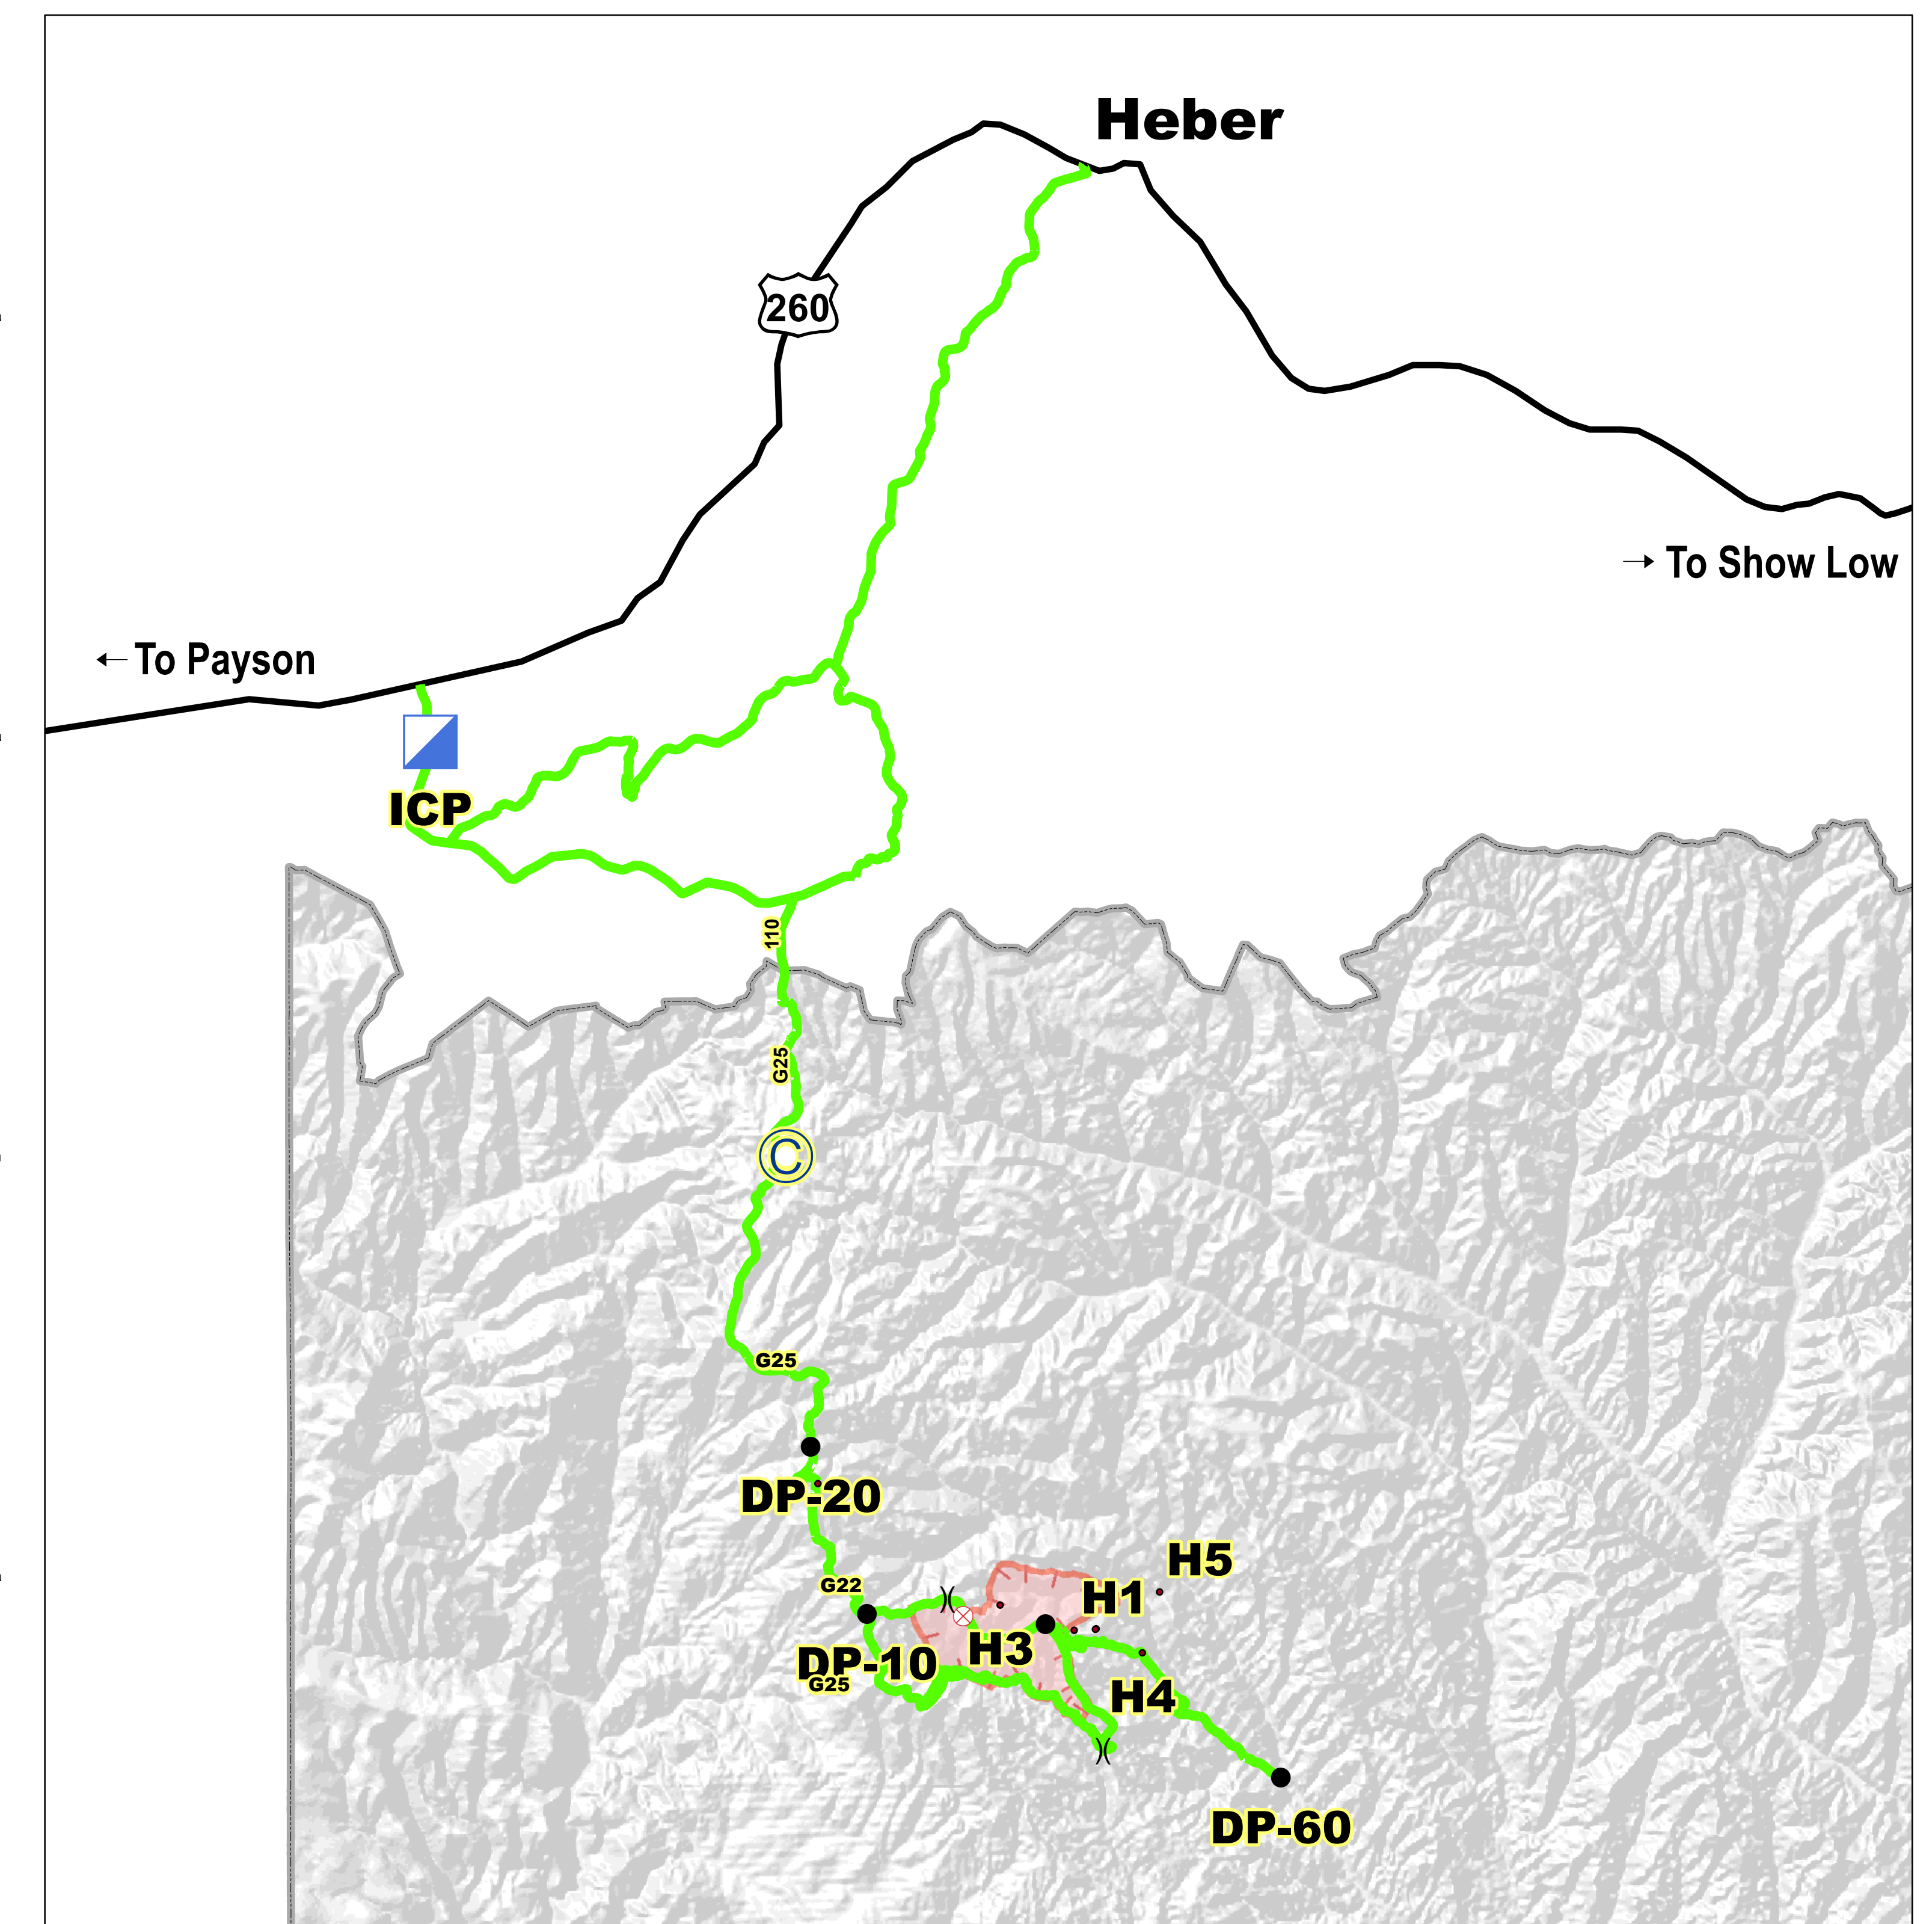 Heber
260
To Show Low
To Payson
ICP
110
G25
C
G25
DP-20
H5
G22
H1
H3
DP-10
G25
H4
DP-60